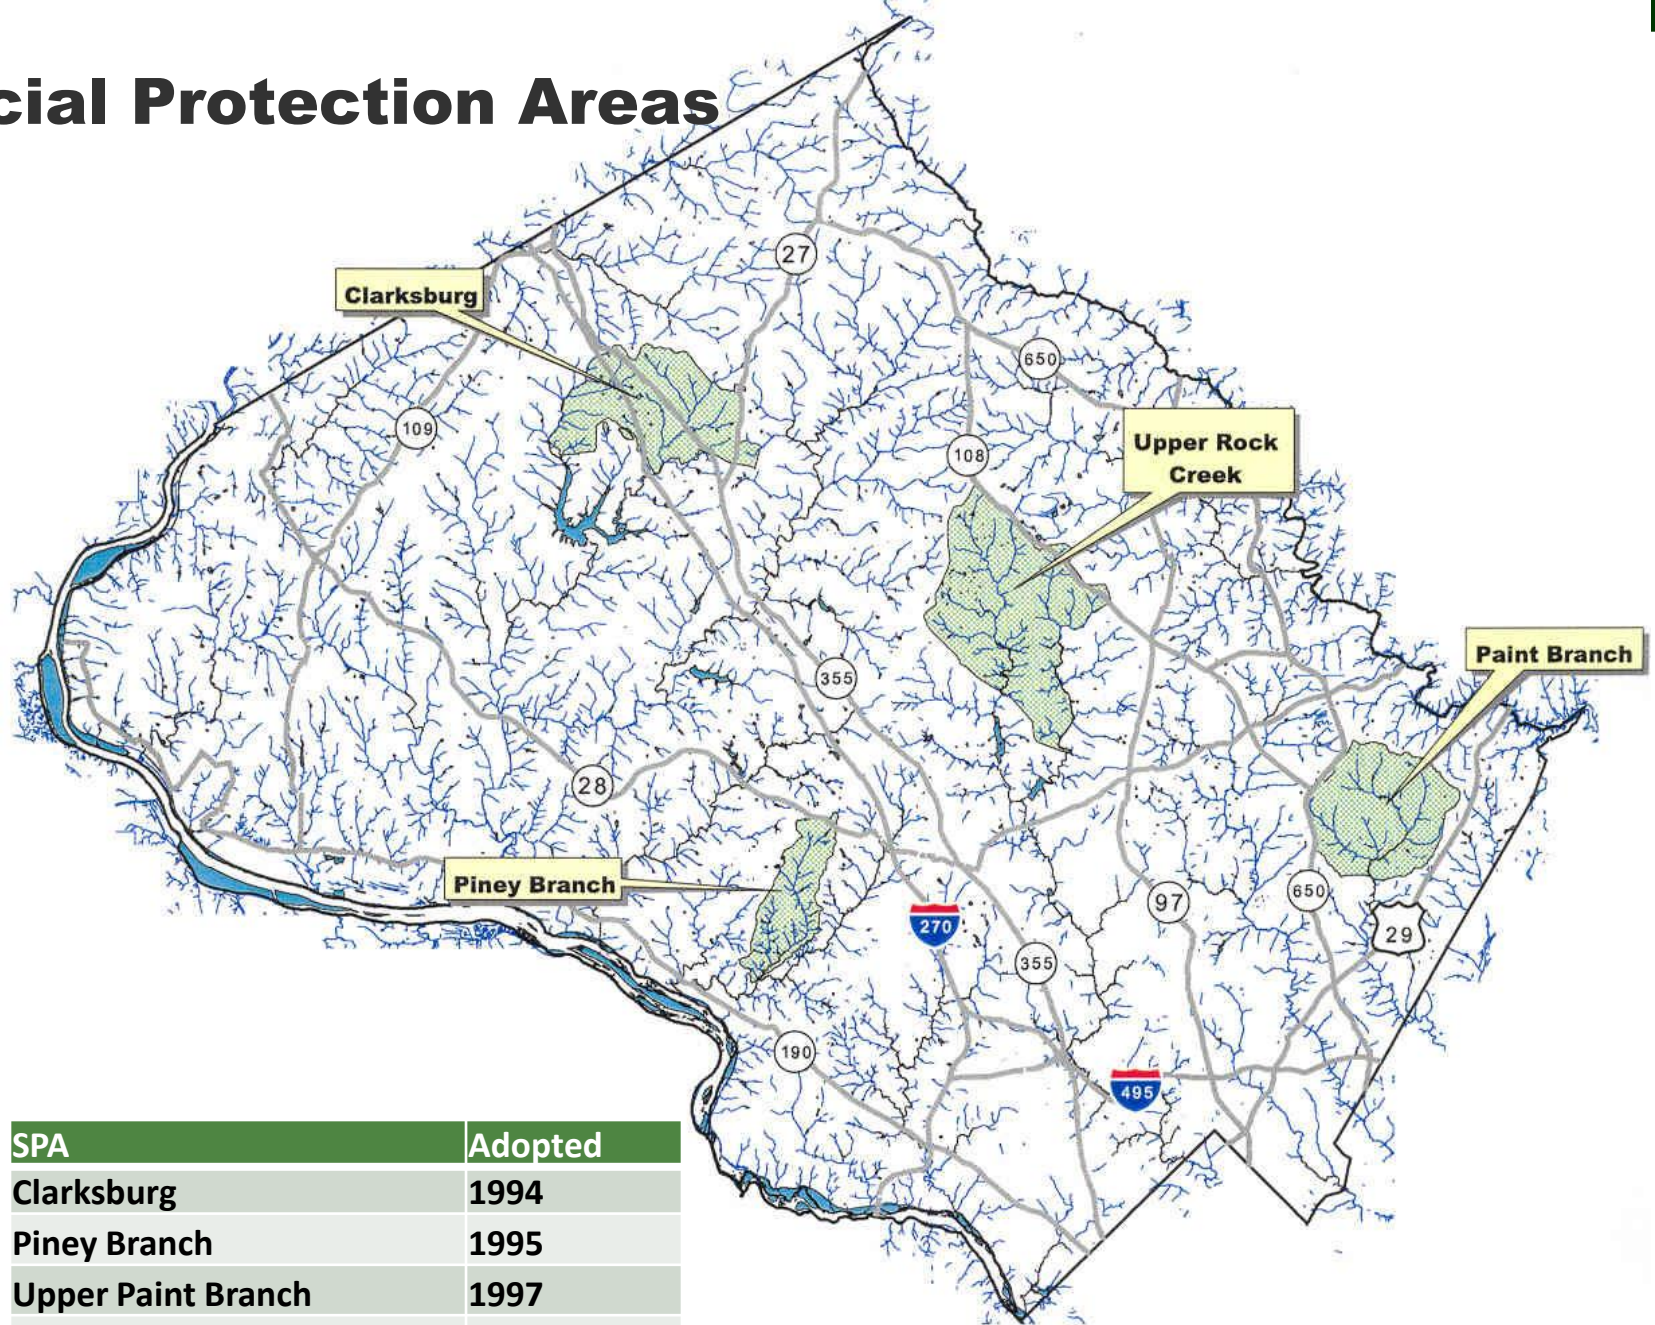 cial Protection Areas
27
Clarksburg
650
109
Upper Rock
Creek
108
Paint Branch
355
28
Piney Branch
650
97
270
29
355
190
495
SPA Adopted
Clarksburg 1994
Piney Branch 1995
Upper Paint Branch 1997